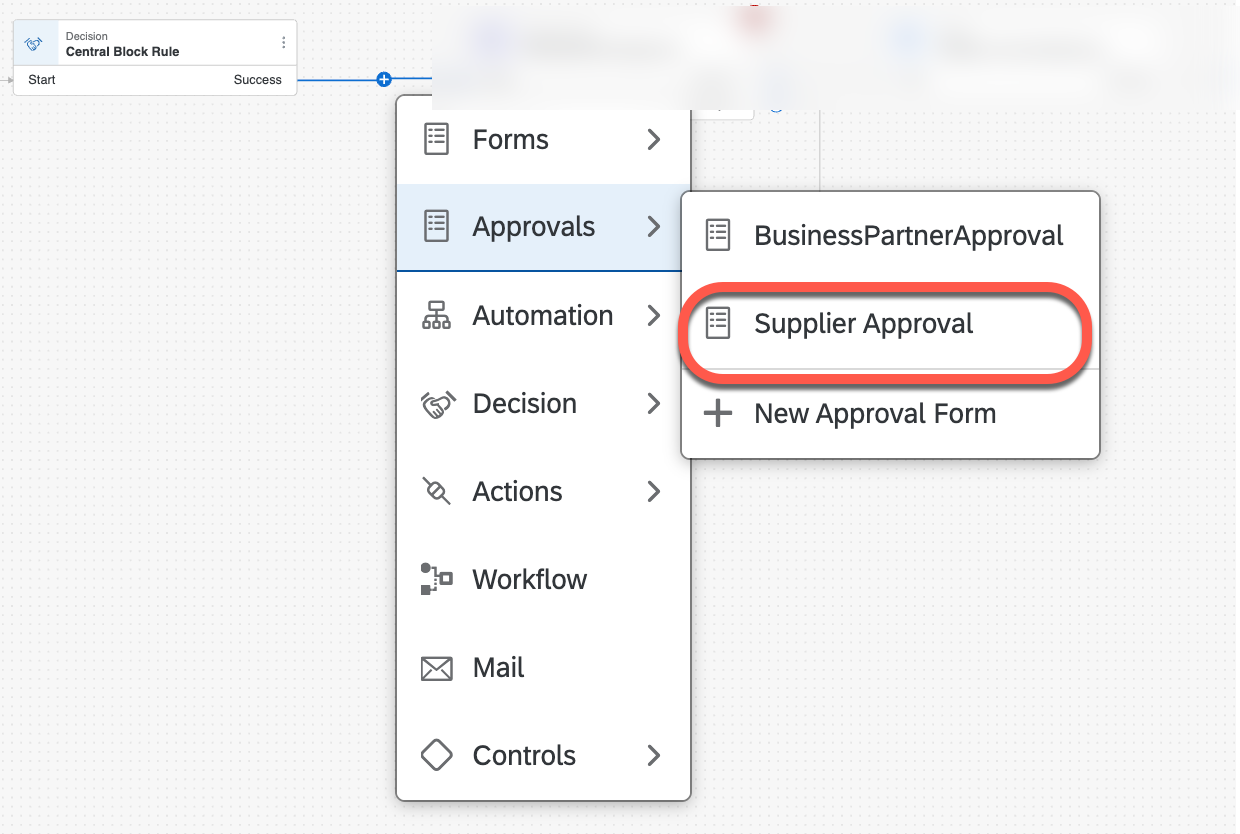 Decision
Central Block Rule
Start
Success
Forms
Approvals
Automation
Decision
Actions
Workflow
Mail
Controls
BusinessPartnerApproval
Supplier Approval
New Approval Form